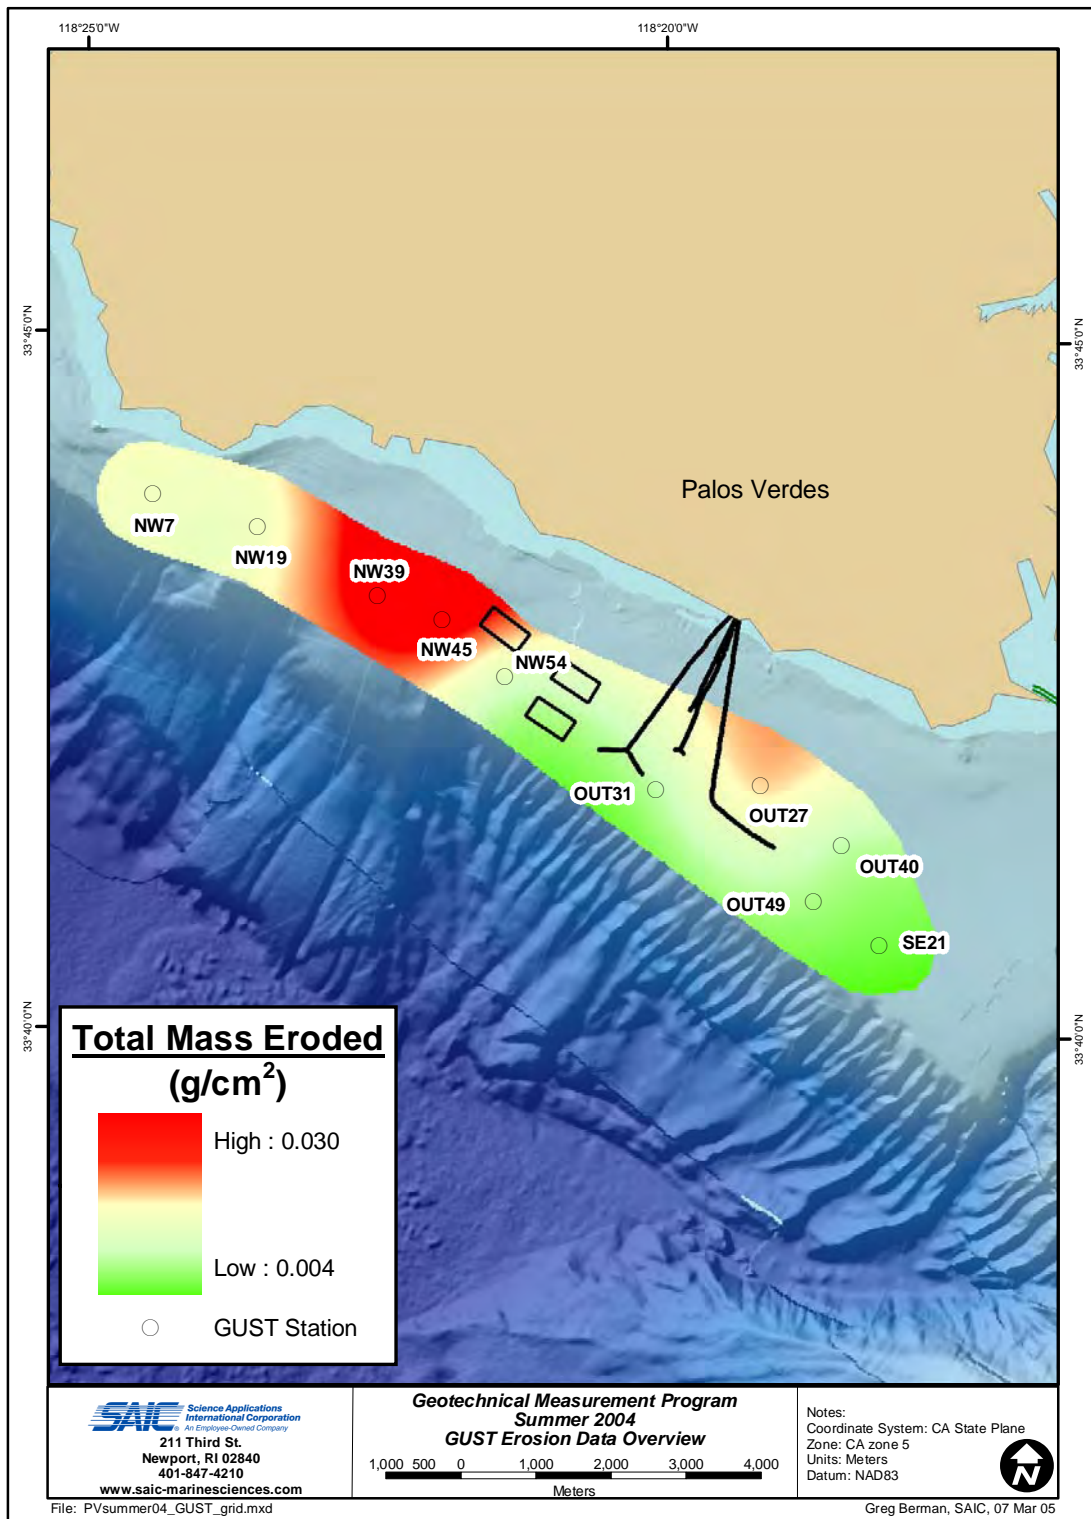 118°25'0"W
118°20'0"W
33°45'0"N
33°45'0"N
Palos Verdes
NW7
NW19
NW39
NW45
NW54
OUT31
OUT27
OUT40
OUT49
SE21
33°40'0"N
33°40'0"N
Total Mass Eroded
(g/cm²)
High : 0.030
Low : 0.004
GUST Station
SAIC® Science Applications
International Corporation
An Employee-Owned Company
211 Third St.
Newport, RI 02840
401-847-4210
www.saic-marinesciences.com
Geotechnical Measurement Program
Summer 2004
GUST Erosion Data Overview
1,000 500 0 1,000 2,000 3,000 4,000
Meters
Notes:
Coordinate System: CA State Plane
Zone: CA zone 5
Units: Meters
Datum: NAD83
N
File: PVsummer04_GUST_grid.mxd
Greg Berman, SAIC, 07 Mar 05